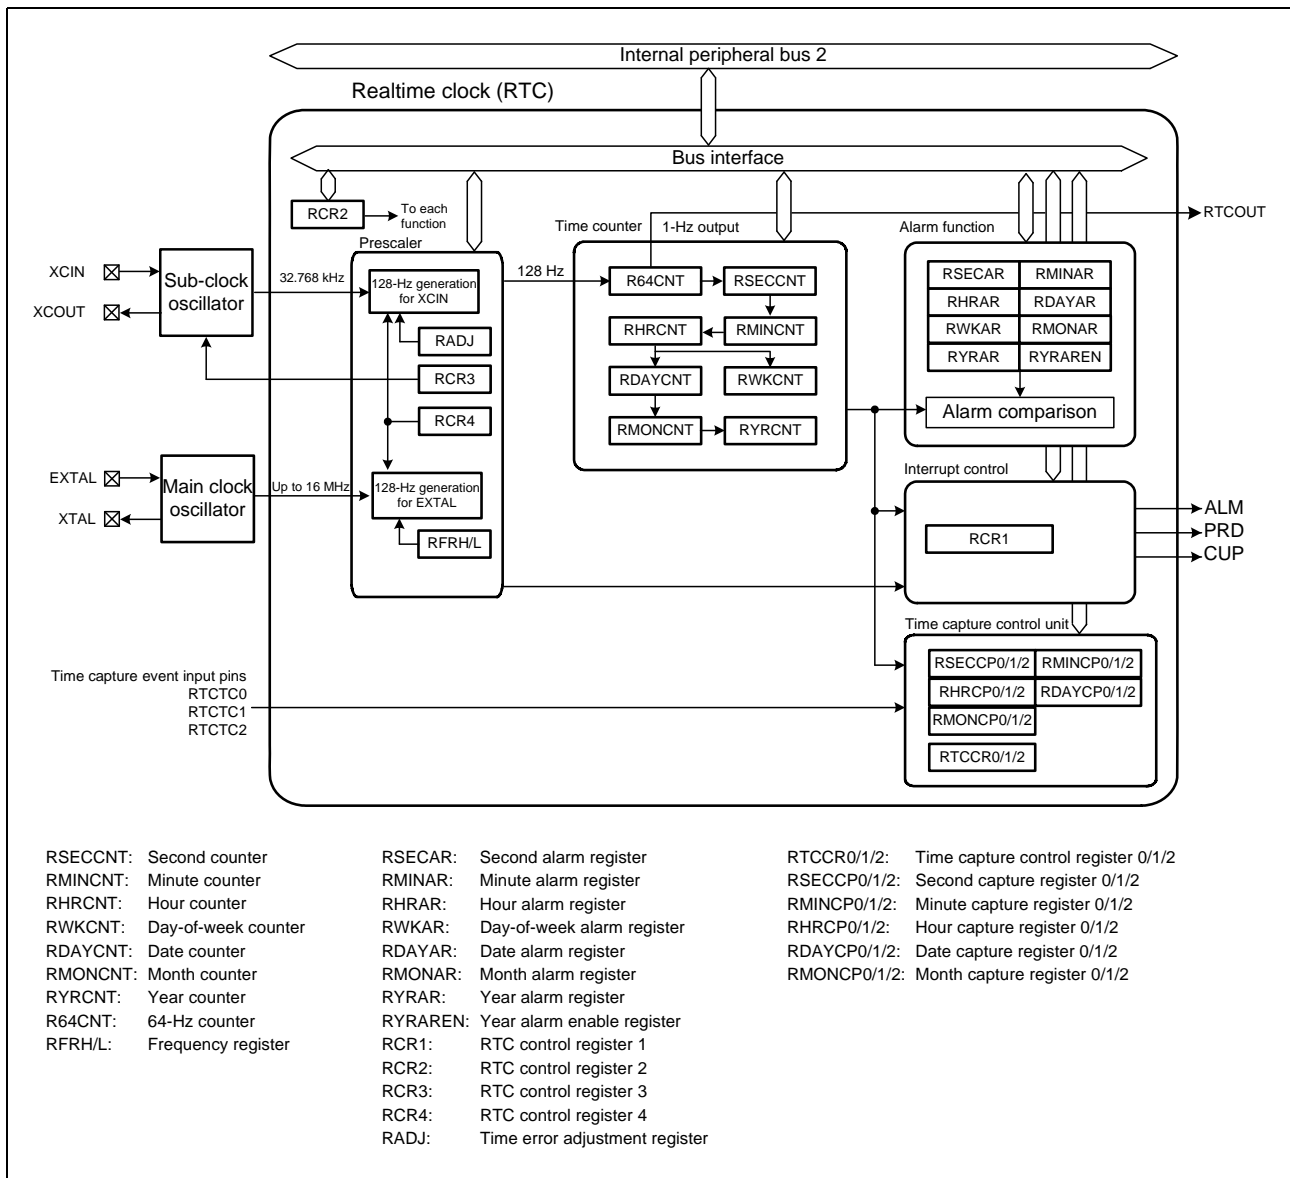 Internal peripheral bus 2
Realtime clock (RTC)
Bus interface
RCR2
To each
function
Time counter
1-Hz output
Alarm function
RTCOUT
Prescaler
XCIN
XCOUT
Sub-clock
oscillator
32.768 kHz
128-Hz generation
for XCIN
128 Hz
RADJ
RCR3
RCR4
R64CNT
RSECCNT
RHRCNT
RMINCNT
RDAYCNT
RWKCNT
RMONCNT
RYRCNT
RSECAR
RMINAR
RHRAR
RDAYAR
RWKAR
RMONAR
RYRAR
RYRAREN
Alarm comparison
EXTAL
XTAL
Main clock
oscillator
Up to 16 MHz
128-Hz generation
for EXTAL
RFRH/L
Interrupt control
RCR1
ALM
PRD
CUP
Time capture control unit
RSECCP0/1/2
RMINCP0/1/2
RHRCP0/1/2
RDAYCP0/1/2
RMONCP0/1/2
RTCCR0/1/2
Time capture event input pins
RTCTC0
RTCTC1
RTCTC2
RSECCNT: Second counter
RMINCNT: Minute counter
RHRCNT: Hour counter
RWKCNT: Day-of-week counter
RDAYCNT: Date counter
RMONCNT: Month counter
RYRCNT: Year counter
R64CNT: 64-Hz counter
RFRH/L: Frequency register
RSECAR: Second alarm register
RMINAR: Minute alarm register
RHRAR: Hour alarm register
RWKAR: Day-of-week alarm register
RDAYAR: Date alarm register
RMONAR: Month alarm register
RYRAR: Year alarm register
RYRAREN: Year alarm enable register
RCR1: RTC control register 1
RCR2: RTC control register 2
RCR3: RTC control register 3
RCR4: RTC control register 4
RADJ: Time error adjustment register
RTCCR0/1/2: Time capture control register 0/1/2
RSECCP0/1/2: Second capture register 0/1/2
RMINCP0/1/2: Minute capture register 0/1/2
RHRCP0/1/2: Hour capture register 0/1/2
RDAYCP0/1/2: Date capture register 0/1/2
RMONCP0/1/2: Month capture register 0/1/2